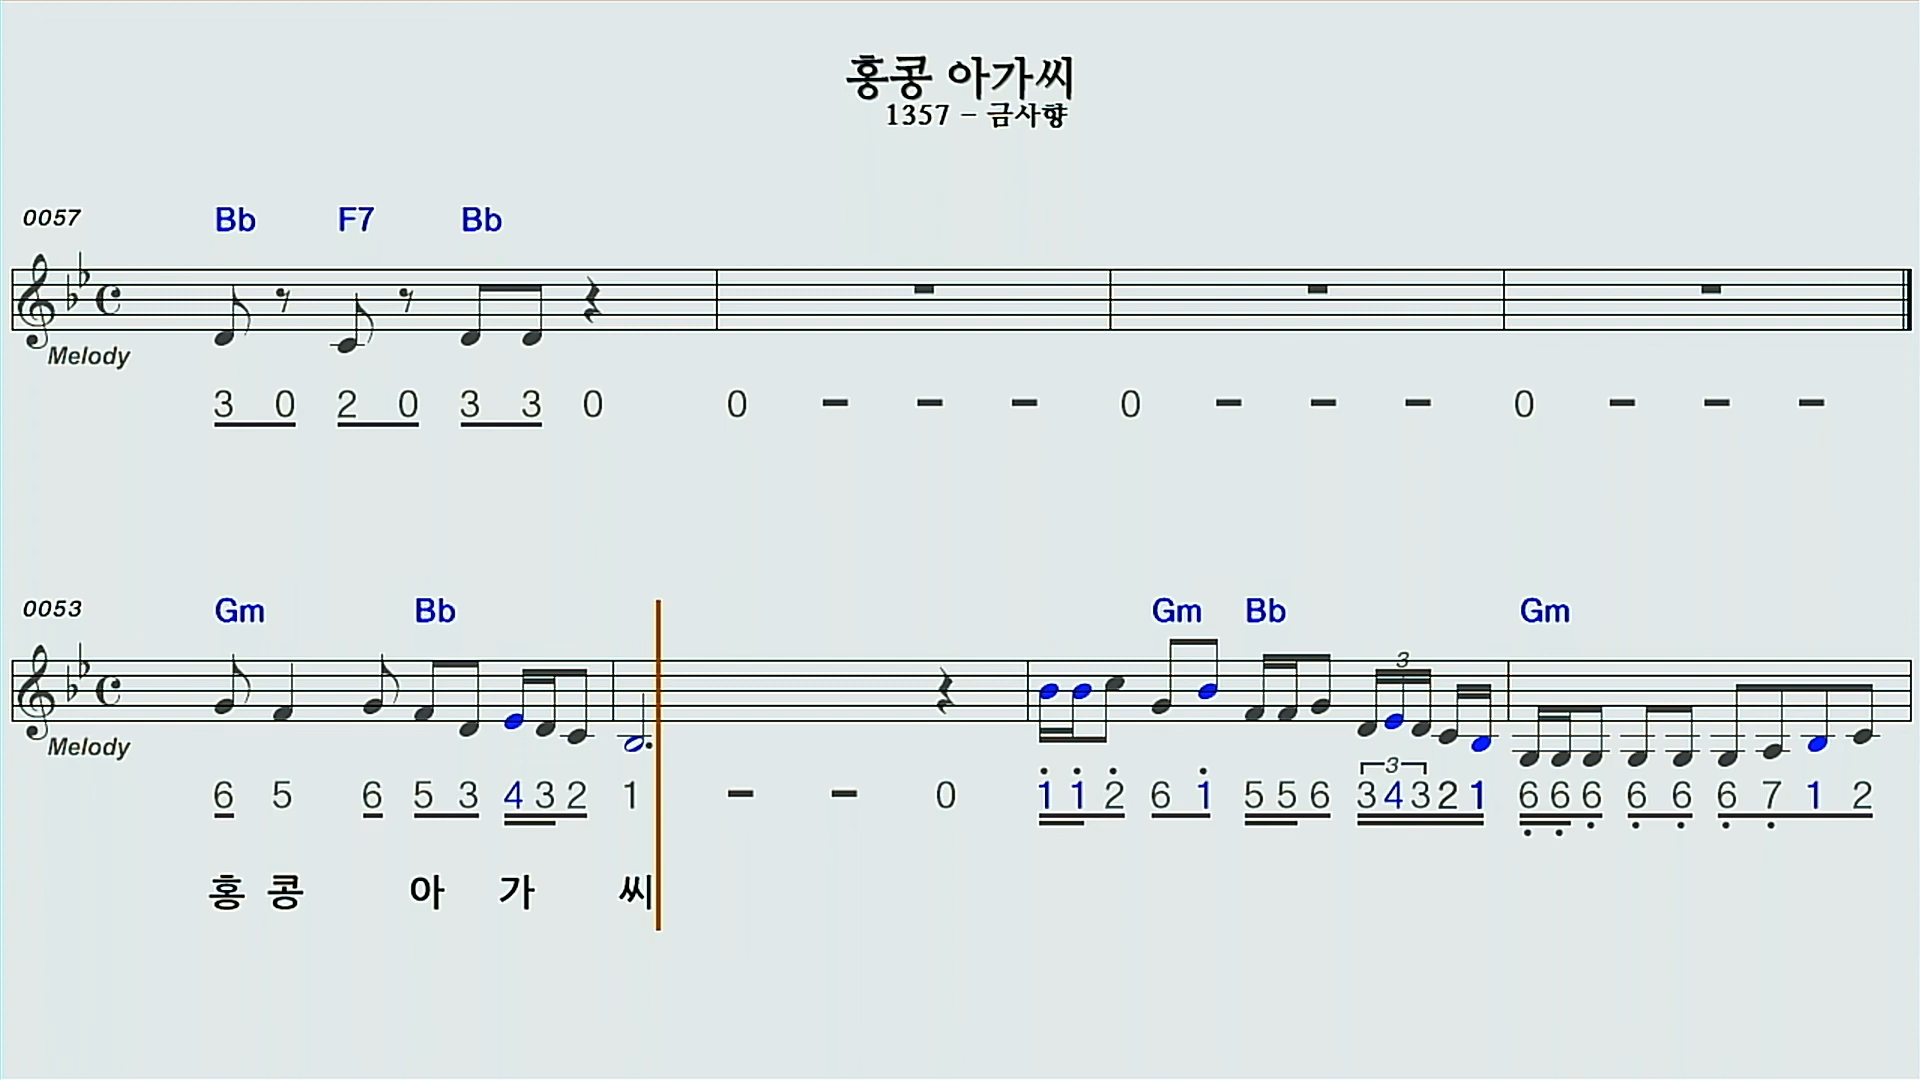 홍콩 아가씨
1357 - 금사향
0057 Bb F7 Bb
Melody
3 0 2 0 3 3 0 0 - - - 0 - - - 0 - - -
0053 Gm Bb Gm Bb Gm
3
Melody
3
6 5 6 5 3 4 3 2 1 - - 0 1 1 2 6 1 5 5 6 3 4 3 2 1 6 6 6 6 6 6 7 1 2
홍 콩 아 가 씨